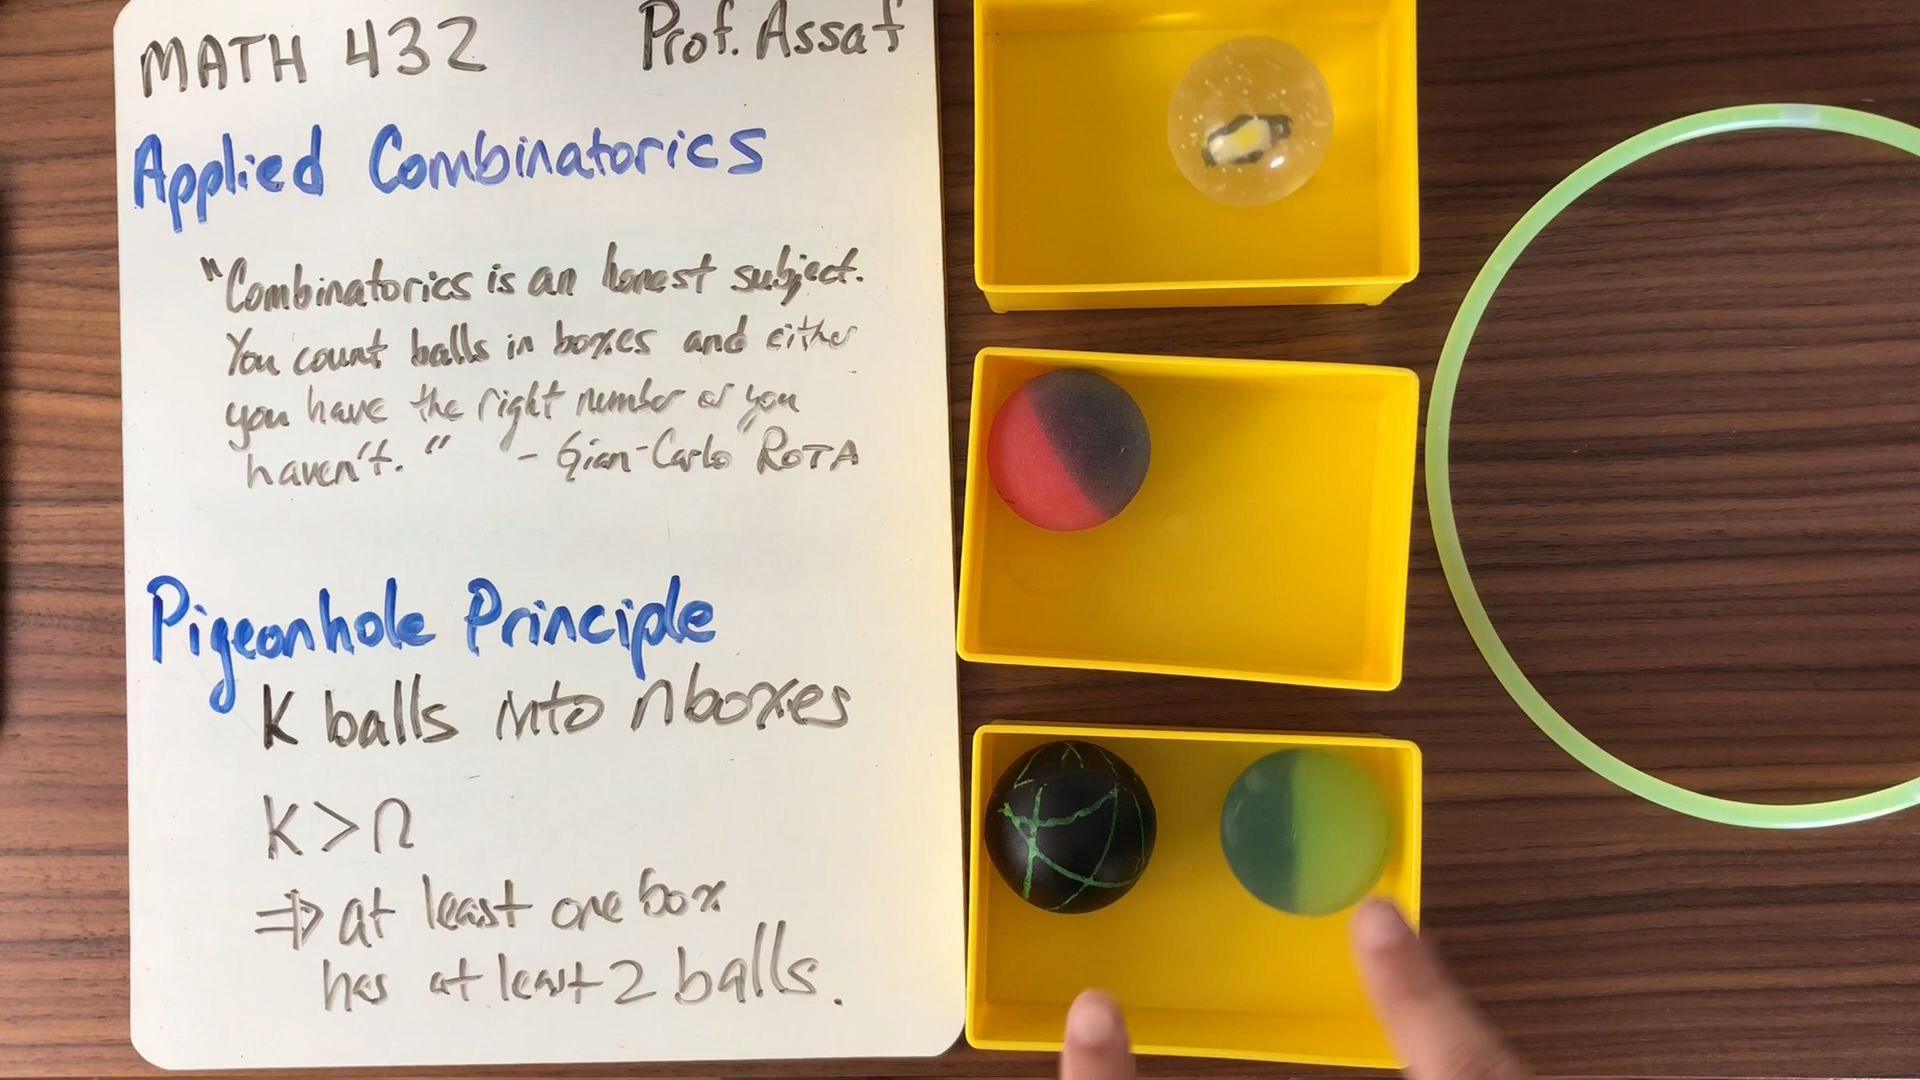 MATH 432 Prof. Assaf
Applied Combinatorics
"Combinatorics is an honest subject.
You count balls in boxes and either
you have the right number or you
haven't." - Gian-Carlo ROTA
Pigeonhole Principle
K balls into n boxes
K > n
⇒ at least one box
has at least 2 balls.